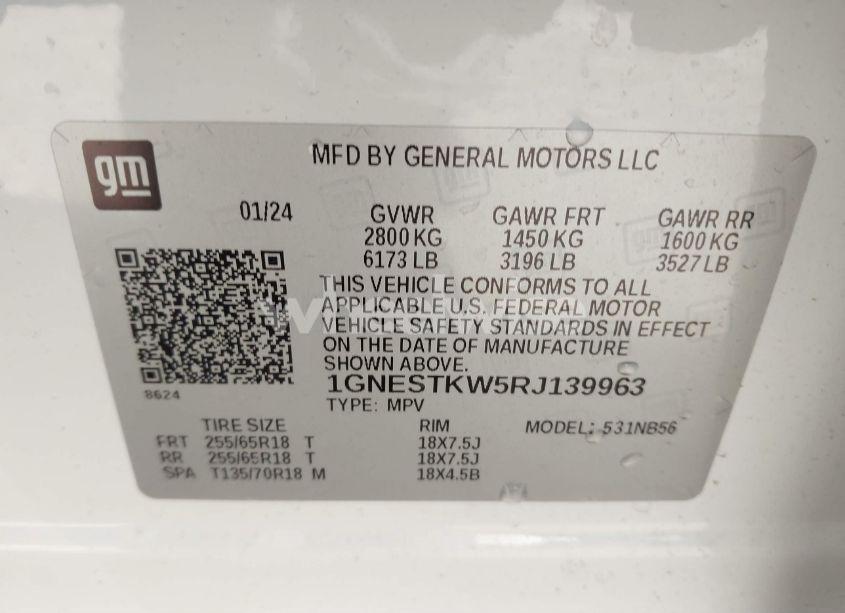 gm
MFD BY GENERAL MOTORS LLC
01/24 GVWR GAWR FRT GAWR RR
2800 KG 1450 KG 1600 KG
6173 LB 3196 LB 3527 LB
THIS VEHICLE CONFORMS TO ALL
APPLICABLE U.S. FEDERAL MOTOR
VEHICLE SAFETY STANDARDS IN EFFECT
ON THE DATE OF MANUFACTURE
SHOWN ABOVE.
1GNESTKW5RJ139963
8624
TYPE: MPV
TIRE SIZE RIM MODEL: 531NB56
FRT 255/65R18 T 18X7.5J
RR 255/65R18 T 18X7.5J
SPA T135/70R18 M 18X4.5B